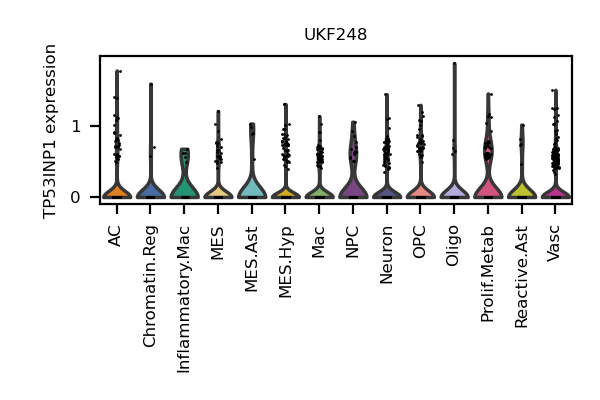 UKF248
TP53INP1 expression
1
0
AC
Chromatin.Reg
Inflammatory.Mac
MES
MES.Ast
MES.Hyp
Mac
NPC
Neuron
OPC
Oligo
Prolif.Metab
Reactive.Ast
Vasc